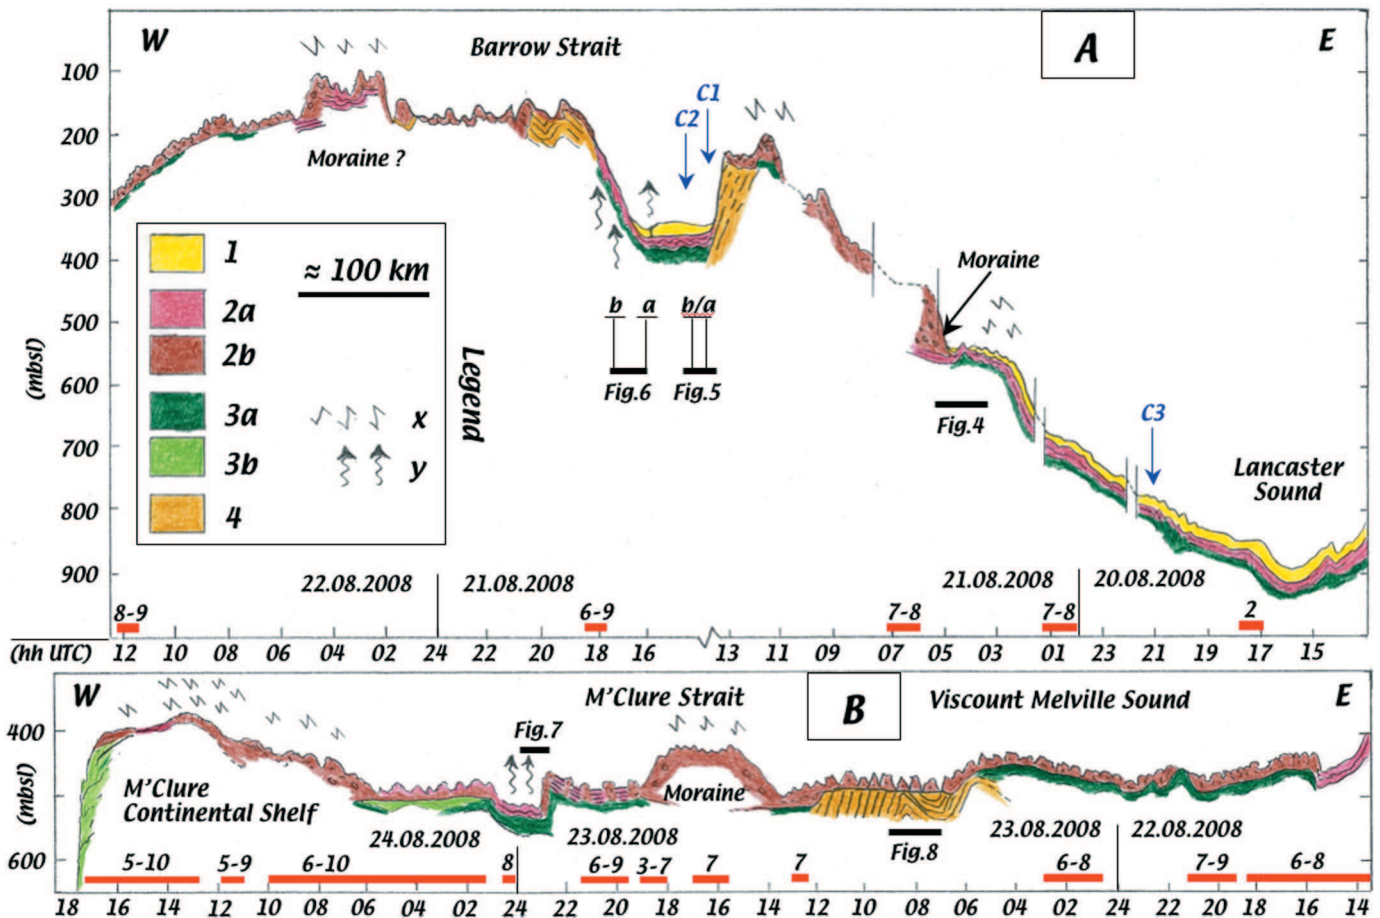 W
Barrow Strait
A
E
100
200
300
400
500
600
700
800
900
(mbsl)
Moraine ?
C1
C2
1
2a
2b
3a
3b
4
≈ 100 km
x
y
Legend
b
a
b/a
Fig.6
Fig.5
Moraine
Fig.4
C3
Lancaster
Sound
22.08.2008
21.08.2008
21.08.2008
20.08.2008
8-9
6-9
7-8
7-8
2
(hh UTC)
12 10 08 06 04 02 24 22 20 18 16 13 11 09 07 05 03 01 23 21 19 17 15
W
M'Clure Strait
B
Viscount Melville Sound
E
400
600
(mbsl)
Fig.7
M'Clure
Continental Shelf
Moraine
24.08.2008
23.08.2008
Fig.8
23.08.2008
22.08.2008
5-10
5-9
6-10
8
6-9
3-7
7
7
6-8
7-9
6-8
18 16 14 12 10 08 06 04 02 24 22 20 18 16 14 12 10 08 06 04 02 24 22 20 18 16 14